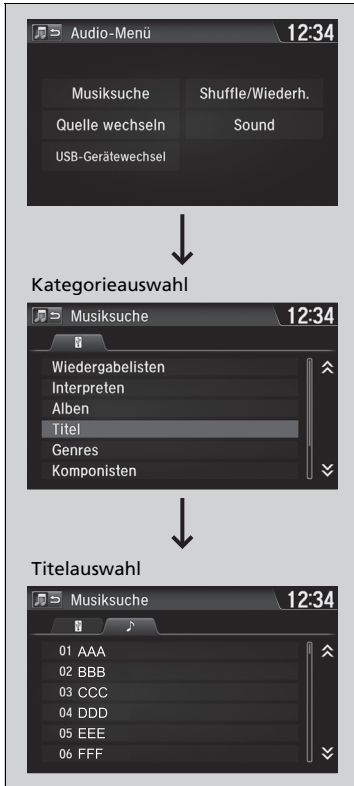 Audio-Menü 12:34
Musiksuche Shuffle/Wiederh.
Quelle wechseln Sound
USB-Gerätewechsel
Kategorieauswahl
Musiksuche 12:34
Wiedergabelisten
Interpreten
Alben
Titel
Genres
Komponisten
Titelauswahl
Musiksuche 12:34
01 AAA
02 BBB
03 CCC
04 DDD
05 EEE
06 FFF